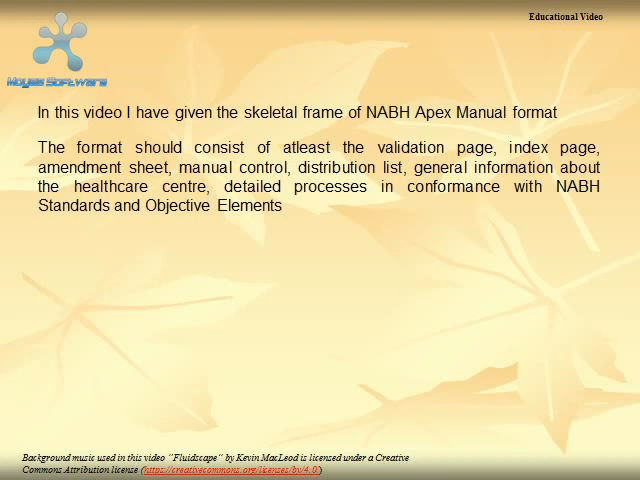 Educational Video
Moyea Software
In this video I have given the skeletal frame of NABH Apex Manual format
The format should consist of atleast the validation page, index page,
amendment sheet, manual control, distribution list, general information about
the healthcare centre, detailed processes in conformance with NABH
Standards and Objective Elements
Background music used in this video "Fluidscape" by Kevin MacLeod is licensed under a Creative
Commons Attribution license (https://creativecommons.org/licenses/by/4.0/)